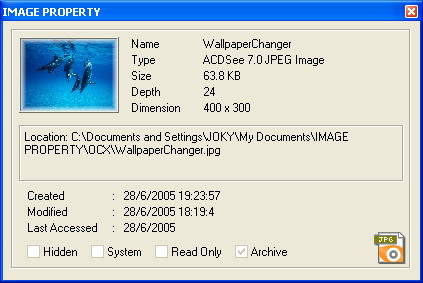 IMAGE PROPERTY
Name WallpaperChanger
Type ACDSee 7.0 JPEG Image
Size 63.8 KB
Depth 24
Dimension 400 x 300
Location: C:\Documents and Settings\JOKY\My Documents\IMAGE
PROPERTY\OCX\WallpaperChanger.jpg
Created : 28/6/2005 19:23:57
Modified : 28/6/2005 18:19:4
Last Accessed : 28/6/2005
Hidden System Read Only Archive
JPG